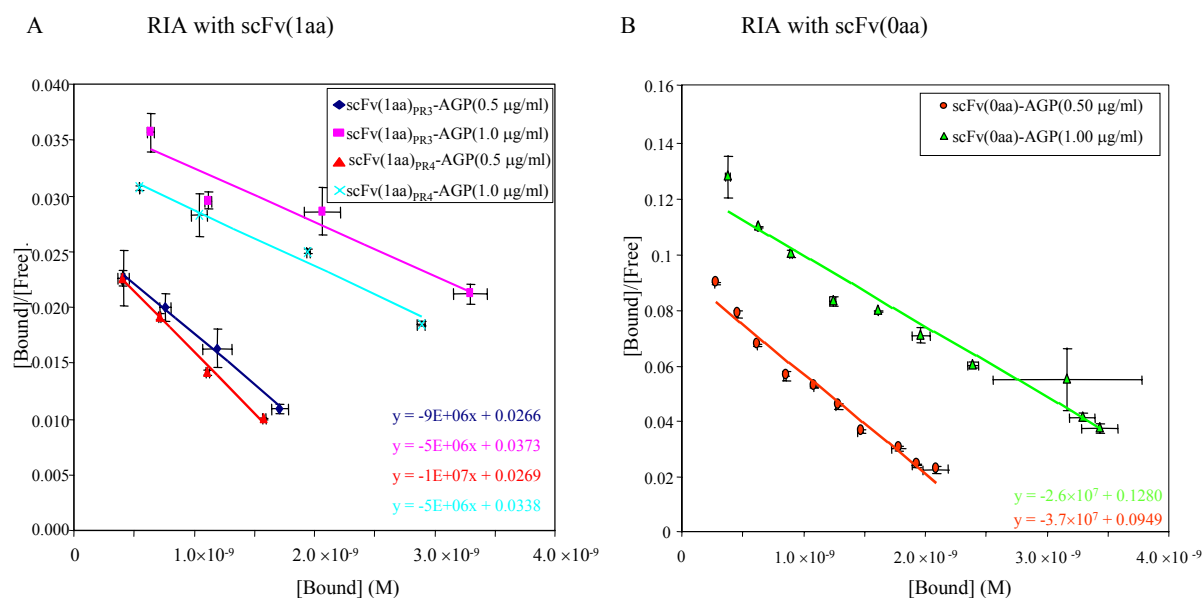 A RIA with scFv(1aa)
0.040
0.035
0.030
0.025
0.020
0.015
0.010
0.005
0.000
[Bound]/[Free].
scFv(1aa)PR3-AGP(0.5 µg/ml)
scFv(1aa)PR3-AGP(1.0 µg/ml)
scFv(1aa)PR4-AGP(0.5 µg/ml)
scFv(1aa)PR4-AGP(1.0 µg/ml)
y = -9E+06x + 0.0266
y = -5E+06x + 0.0373
y = -1E+07x + 0.0269
y = -5E+06x + 0.0338
0 1.0×10⁻⁹ 2.0 ×10⁻⁹ 3.0 ×10⁻⁹ 4.0 ×10⁻⁹
[Bound] (M)
B RIA with scFv(0aa)
0.16
0.14
0.12
0.1
0.08
0.06
0.04
0.02
0
[Bound]/[Free]
scFv(0aa)-AGP(0.50 µg/ml)
scFv(0aa)-AGP(1.00 µg/ml)
y = -2.6×10⁷ + 0.1280
y = -3.7×10⁷ + 0.0949
0 1.0 ×10⁻⁹ 2.0 ×10⁻⁹ 3.0 ×10⁻⁹ 4.0 ×10⁻⁹
[Bound] (M)